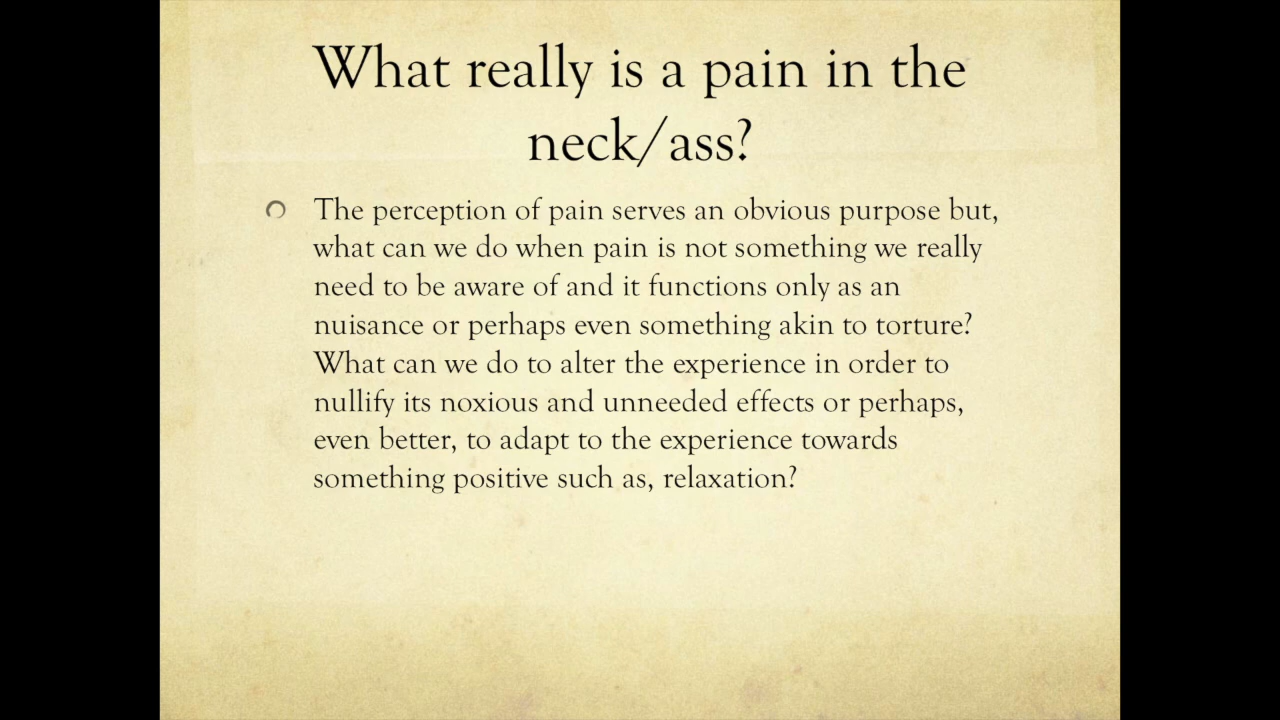 What really is a pain in the
neck/ass?
The perception of pain serves an obvious purpose but,
what can we do when pain is not something we really
need to be aware of and it functions only as an
nuisance or perhaps even something akin to torture?
What can we do to alter the experience in order to
nullify its noxious and unneeded effects or perhaps,
even better, to adapt to the experience towards
something positive such as, relaxation?